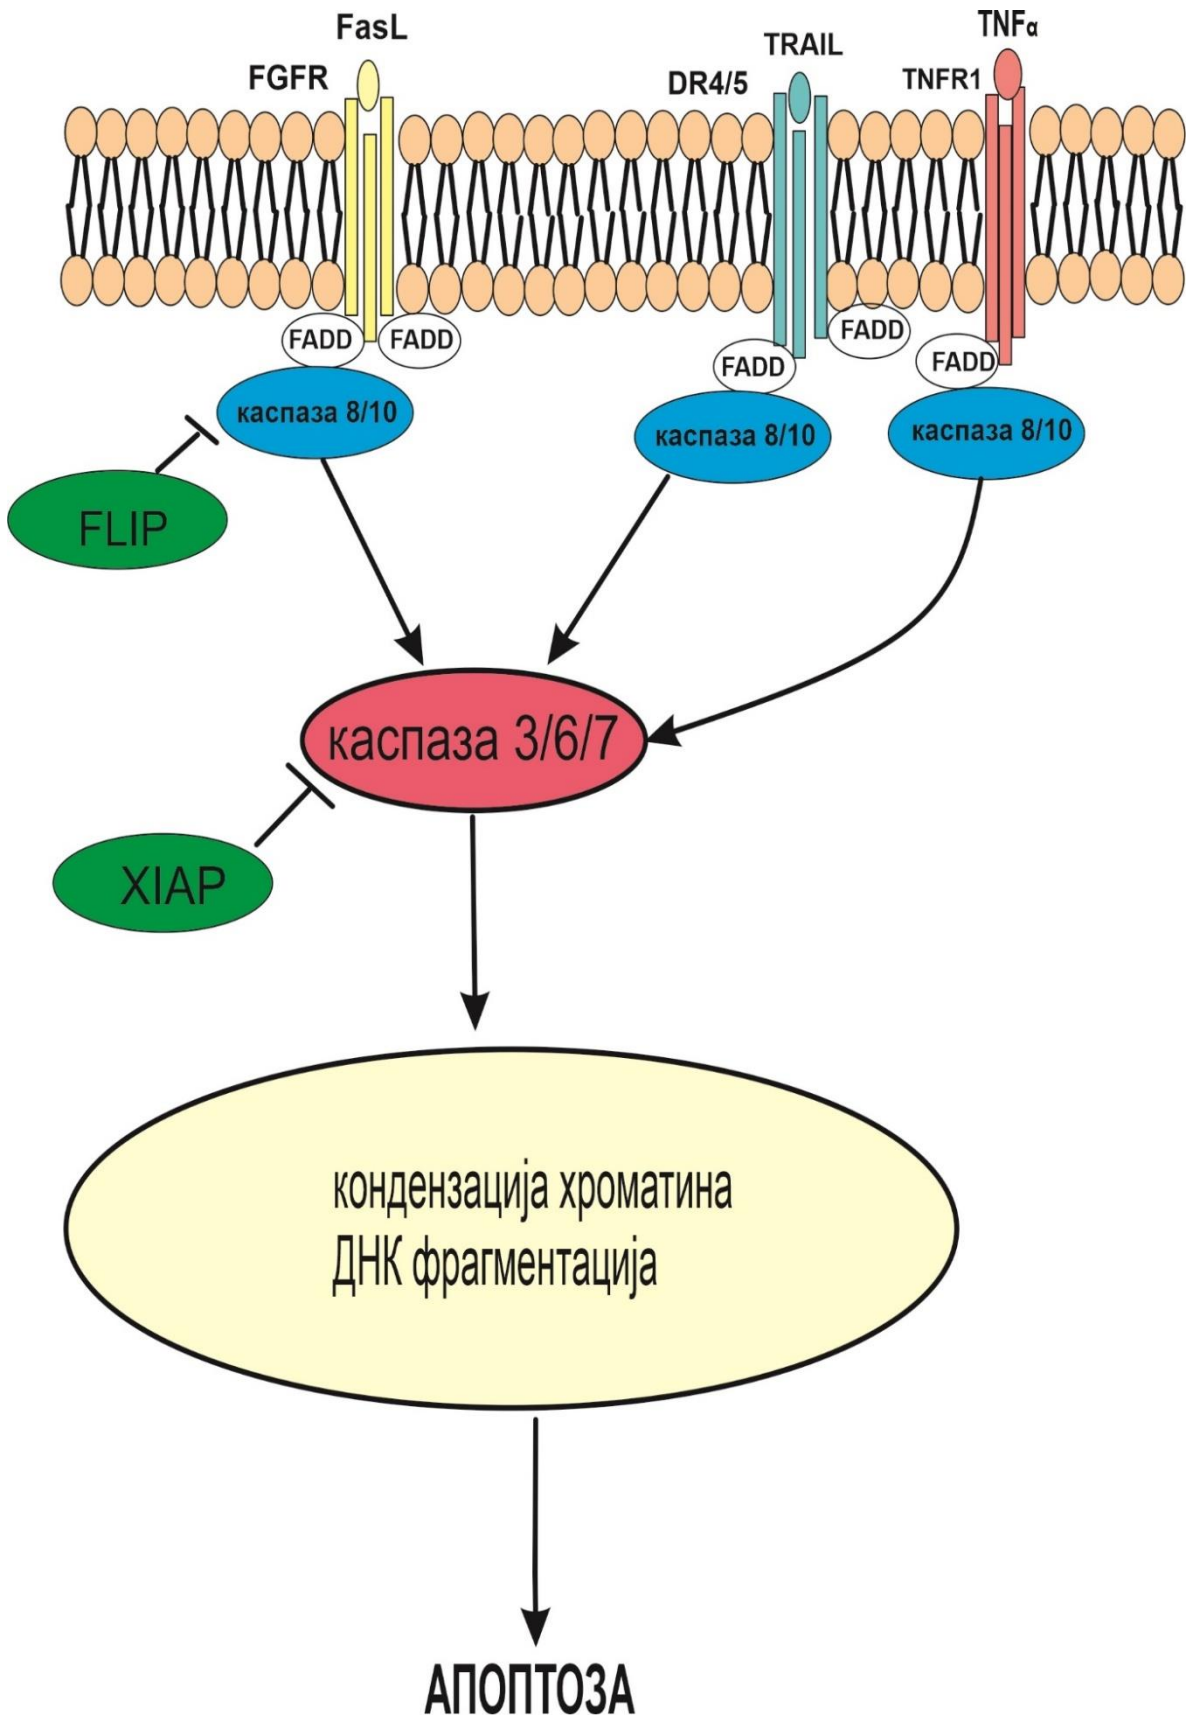 FasL
FGFR
TRAIL
DR4/5
TNFα
TNFR1
FADD
FADD
FADD
FADD
FADD
каспаза 8/10
каспаза 8/10
каспаза 8/10
FLIP
каспаза 3/6/7
XIAP
кондензација хроматина
ДНК фрагментација
АПОПТОЗА